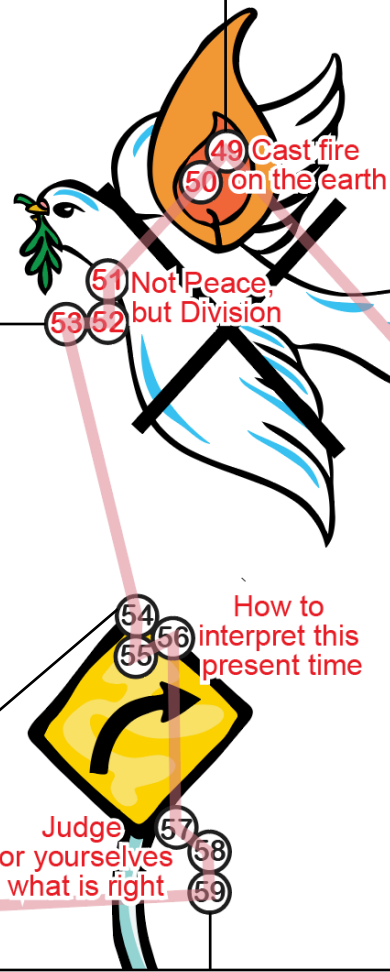 49 Cast fire
50 on the earth
51 Not Peace,
53 52 but Division
54 How to
56 interpret this
55 present time
Judge 57
or yourselves 58
what is right 59